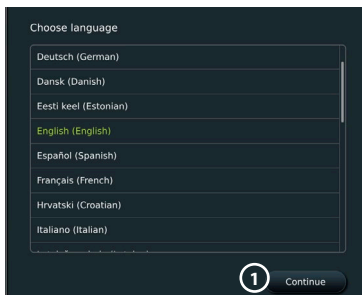 Choose language
Deutsch (German)
Dansk (Danish)
Eesti keel (Estonian)
English (English)
Español (Spanish)
Français (French)
Hrvatski (Croatian)
Italiano (Italian)
1
Continue